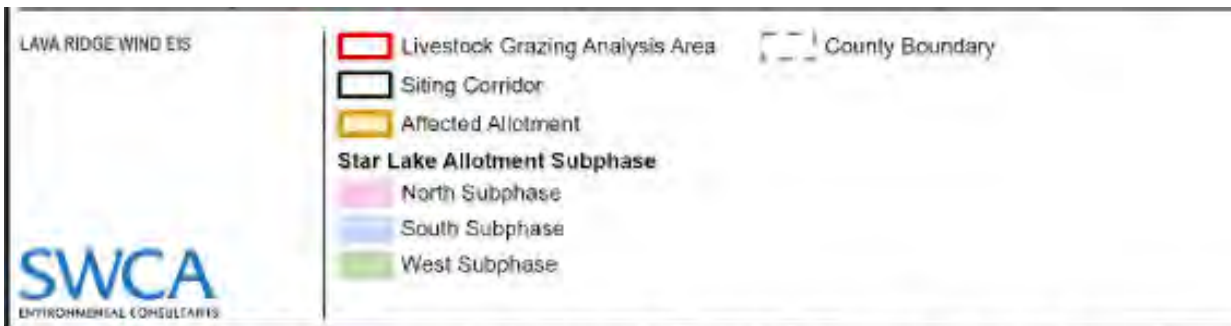 LAVA RIDGE WIND EIS
Livestock Grazing Analysis Area
County Boundary
Siting Corridor
Affected Allotment
Star Lake Allotment Subphase
North Subphase
South Subphase
West Subphase
SWCA
ENVIRONMENTAL CONSULTANTS